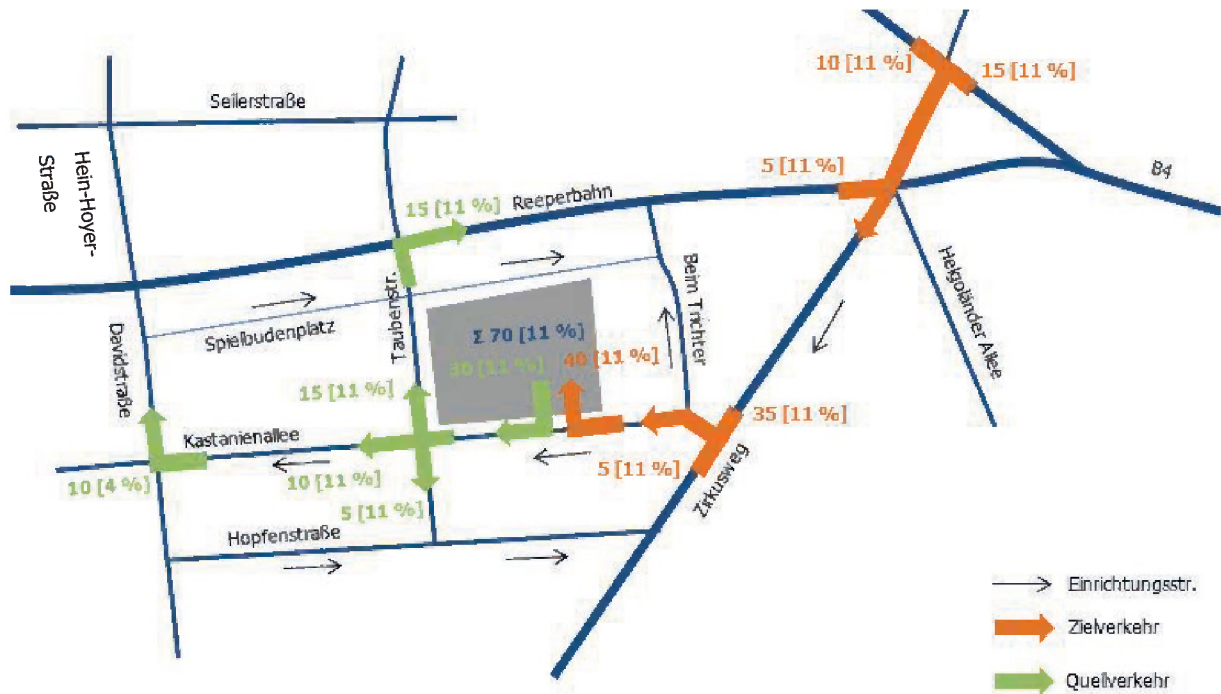 10 [11 %]
15 [11 %]
Seilerstraße
Hein-Hoyer-
Straße
5 [11 %]
B4
Reeperbahn
15 [11 %]
Helgoländer Allee
Beim Trichter
Taubenstr.
Spielbudenplatz
Davidstraße
Σ 70 [11 %]
30 [11 %]
40 [11 %]
15 [11 %]
35 [11 %]
Kastanienallee
5 [11 %]
Zirkusweg
10 [4 %]
10 [11 %]
5 [11 %]
Hopfenstraße
Einrichtungsstr.
Zielverkehr
Quellverkehr